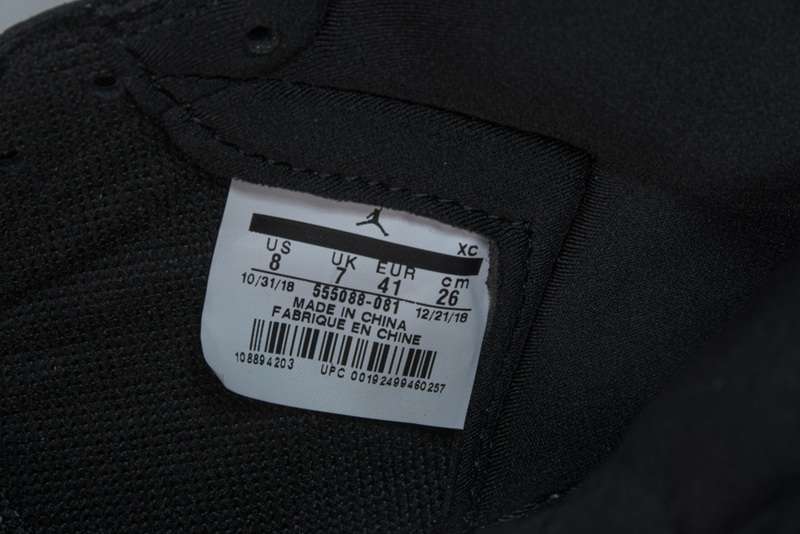 XC
US UK EUR cm
8 7 41 26
10/31/18 555088-081 12/21/18
MADE IN CHINA
FABRIQUE EN CHINE
108894203 UPC 00192499460257